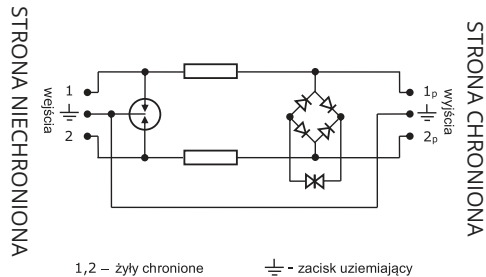 STRONA NIECHRONIONA
wejścia
1
2
1p
2p
wyjścia
STRONA CHRONIONA
1,2 – żyły chronione
- zacisk uziemiający